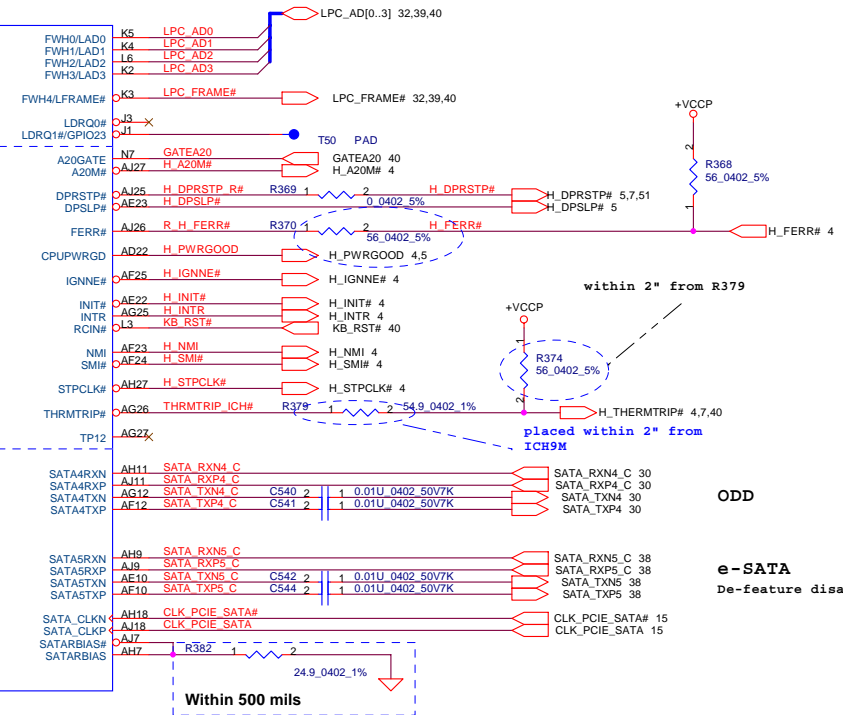 LPC_AD[0..3] 32,39,40
FWH0/LAD0 K5 LPC_AD0
FWH1/LAD1 K4 LPC_AD1
FWH2/LAD2 L6 LPC_AD2
FWH3/LAD3 K2 LPC_AD3
FWH4/LFRAME# K3 LPC_FRAME# LPC_FRAME# 32,39,40
+VCCP
LDRQ0# J3
LDRQ1#/GPIO23 J1
T50 PAD
A20GATE N7 GATEA20 GATEA20 40
A20M# AJ27 H_A20M# H_A20M# 4
2 R368
56_0402_5%
1
DPRSTP# AJ25 H_DPRSTP_R# R369 1 2 H_DPRSTP# H_DPRSTP# 5,7,51
DPSLP# AE23 H_DPSLP# 0_0402_5% H_DPSLP# 5
FERR# AJ26 R_H_FERR# R370 1 2 H_FERR# H_FERR# 4
56_0402_5%
CPUPWRGD AD22 H_PWRGOOD H_PWRGOOD 4,5
IGNNE# AF25 H_IGNNE# H_IGNNE# 4
within 2" from R379
INIT# AE22 H_INIT# H_INIT# 4
INTR AG25 H_INTR H_INTR 4
RCIN# L3 KB_RST# KB_RST# 40
+VCCP
NMI AF23 H_NMI H_NMI 4
SMI# AF24 H_SMI# H_SMI# 4
1 R374
56_0402_5%
2
STPCLK# AH27 H_STPCLK# H_STPCLK# 4
THRMTRIP# AG26 THRMTRIP_ICH# R379 1 2 54.9_0402_1% H_THERMTRIP# 4,7,40
TP12 AG27
placed within 2" from
ICH9M
SATA4RXN AH11 SATA_RXN4_C SATA_RXN4_C 30
SATA4RXP AJ11 SATA_RXP4_C SATA_RXP4_C 30
SATA4TXN AG12 SATA_TXN4_C C540 2 1 0.01U_0402_50V7K SATA_TXN4 30
SATA4TXP AF12 SATA_TXP4_C C541 2 1 0.01U_0402_50V7K SATA_TXP4 30
ODD
SATA5RXN AH9 SATA_RXN5_C SATA_RXN5_C 38
SATA5RXP AJ9 SATA_RXP5_C SATA_RXP5_C 38
SATA5TXN AE10 SATA_TXN5_C C542 2 1 0.01U_0402_50V7K SATA_TXN5 38
SATA5TXP AF10 SATA_TXP5_C C544 2 1 0.01U_0402_50V7K SATA_TXP5 38
e-SATA
De-feature disa
SATA_CLKN AH18 CLK_PCIE_SATA# CLK_PCIE_SATA# 15
SATA_CLKP AJ18 CLK_PCIE_SATA CLK_PCIE_SATA 15
SATARBIAS# AJ7
SATARBIAS AH7 R382 1 2
24.9_0402_1%
Within 500 mils